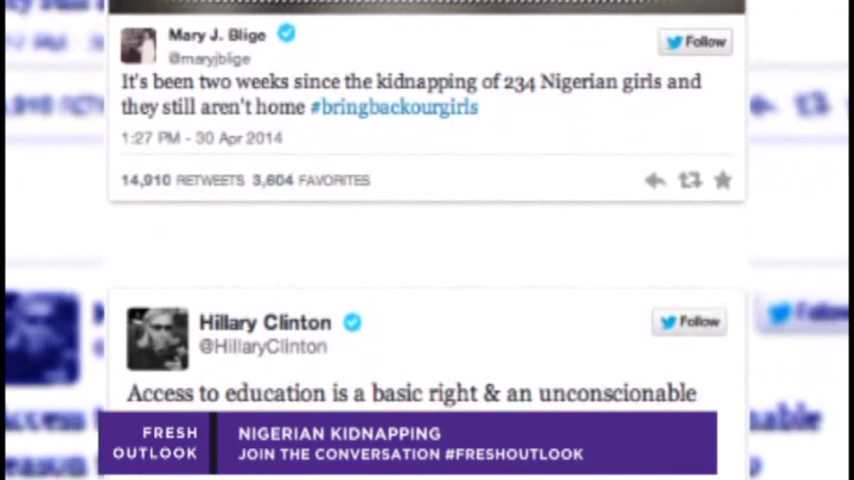 Mary J. Blige
@maryjblige
Follow
It's been two weeks since the kidnapping of 234 Nigerian girls and
they still aren't home #bringbackourgirls
1:27 PM - 30 Apr 2014
14,910 RETWEETS 3,604 FAVORITES
Hillary Clinton
@HillaryClinton
Follow
Access to education is a basic right & an unconscionable
FRESH
OUTLOOK
NIGERIAN KIDNAPPING
JOIN THE CONVERSATION #FRESHOUTLOOK